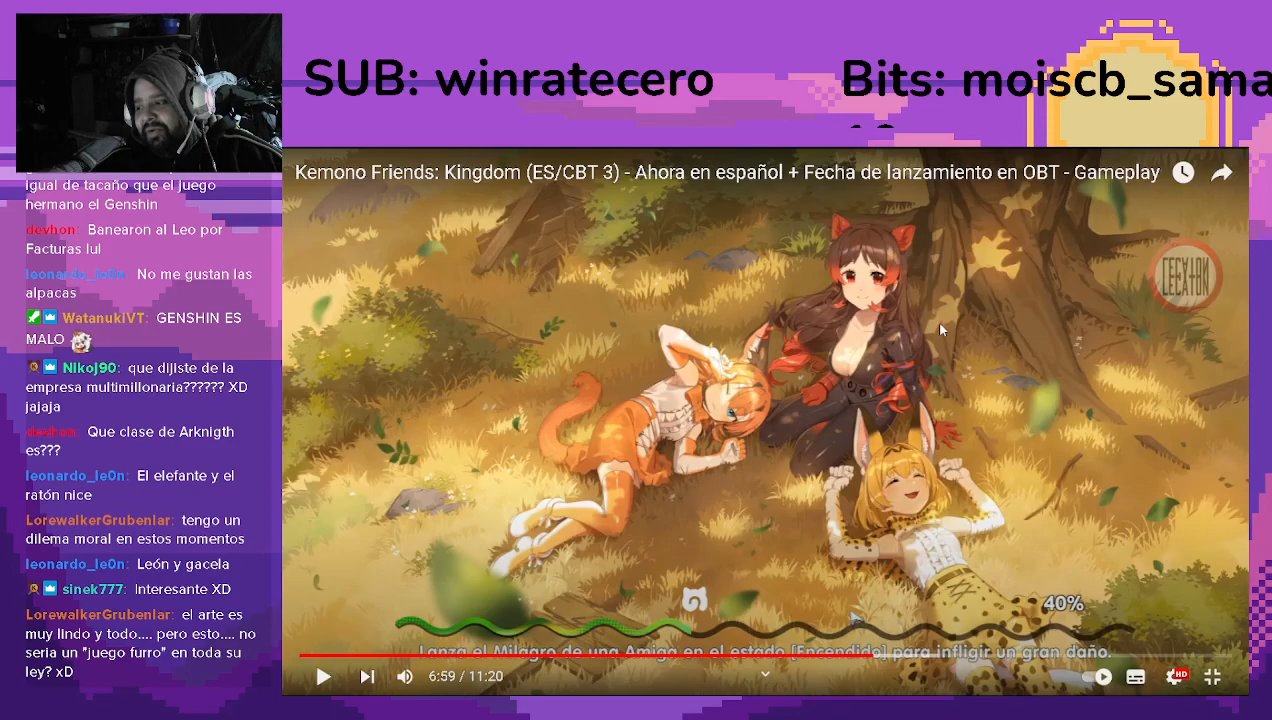 SUB: winratecero
Bits: moiscb_sama
Kemono Friends: Kingdom (ES/CBT 3) - Ahora en español + Fecha de lanzamiento en OBT - Gameplay
igual de tacaño que el juego
hermano el Genshin
devhon: Banearon al Leo por
Facturas lul
leonardo_le0n: No me gustan las
alpacas
WatanukiVT: GENSHIN ES
MALO
Nikoj90: que dijiste de la
empresa multimillonaria?????? XD
jajaja
devhon: Que clase de Arknigth
es???
leonardo_le0n: El elefante y el
ratón nice
LorewalkerGrubenlar: tengo un
dilema moral en estos momentos
leonardo_le0n: León y gacela
sinek777: Interesante XD
LorewalkerGrubenlar: el arte es
muy lindo y todo.... pero esto.... no
seria un "juego furro" en toda su
ley? xD
LECXTON
40%
Lanza el Milagro de una Amiga en el estado [Encendido] para infligir un gran daño.
6:59 / 11:20
HD